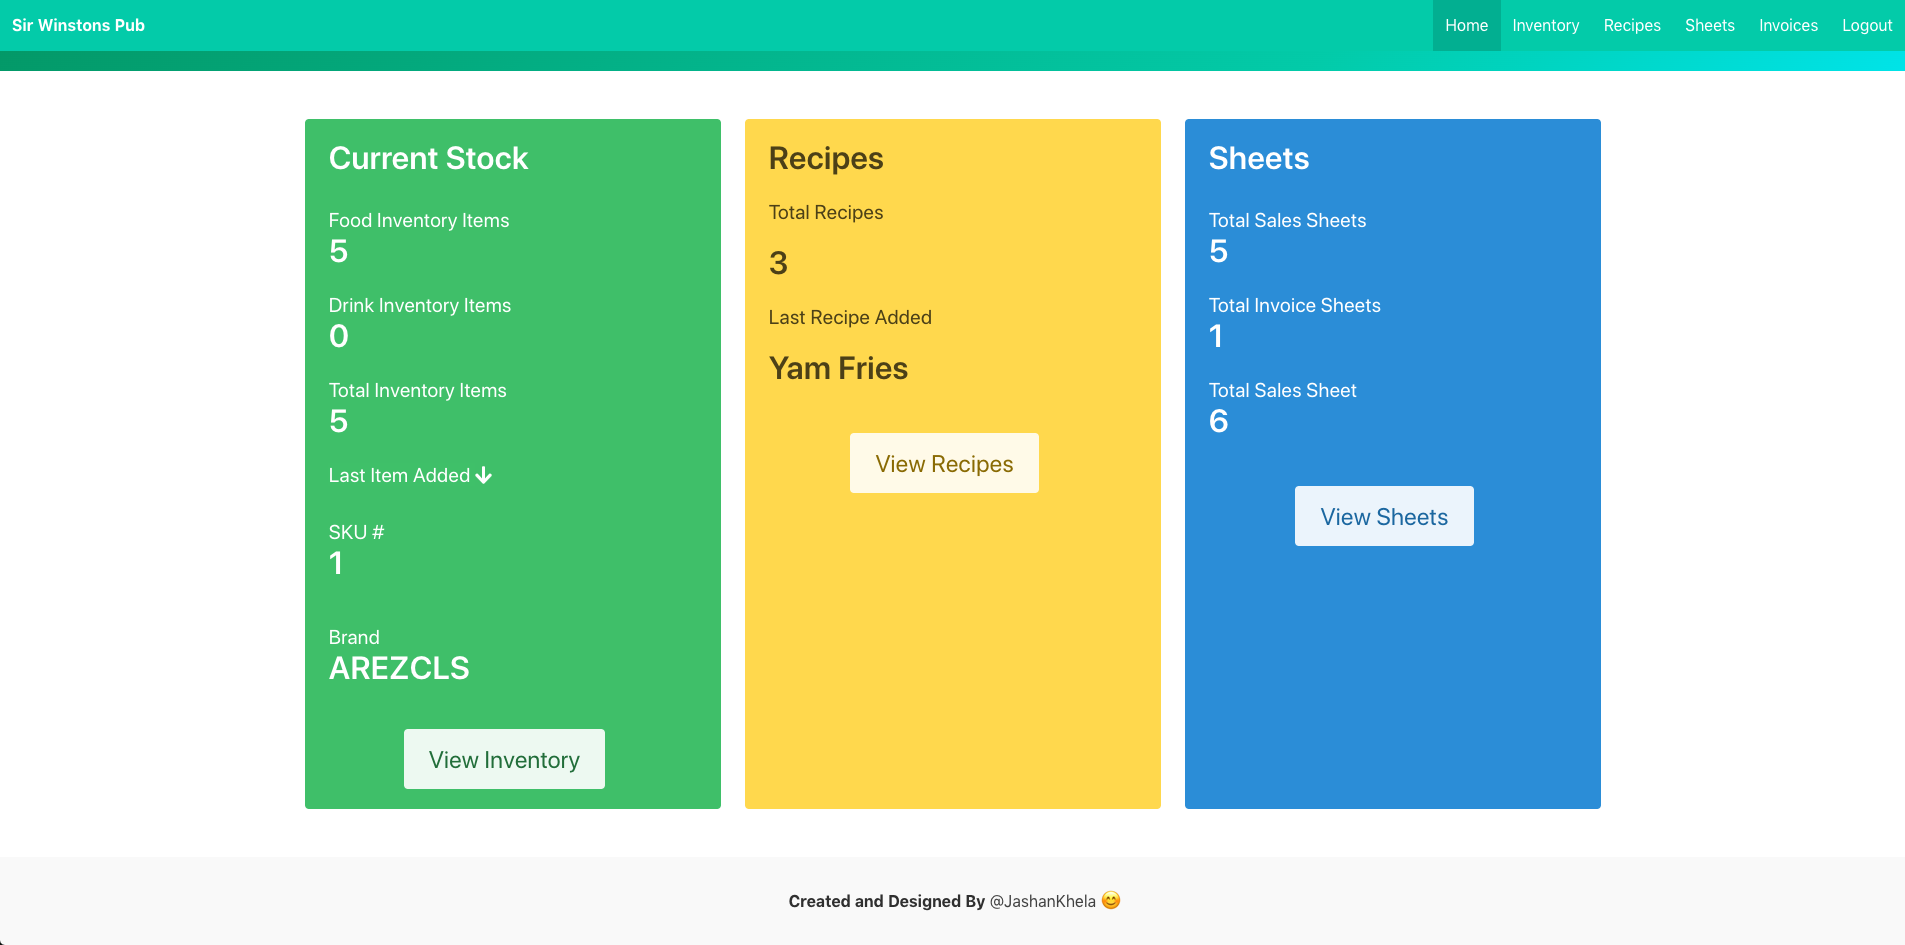 Sir Winstons Pub
Home Inventory Recipes Sheets Invoices Logout
Current Stock
Food Inventory Items
5
Drink Inventory Items
0
Total Inventory Items
5
Last Item Added
SKU #
1
Brand
AREZCLS
View Inventory
Recipes
Total Recipes
3
Last Recipe Added
Yam Fries
View Recipes
Sheets
Total Sales Sheets
5
Total Invoice Sheets
1
Total Sales Sheet
6
View Sheets
Created and Designed By @JashanKhela 😊